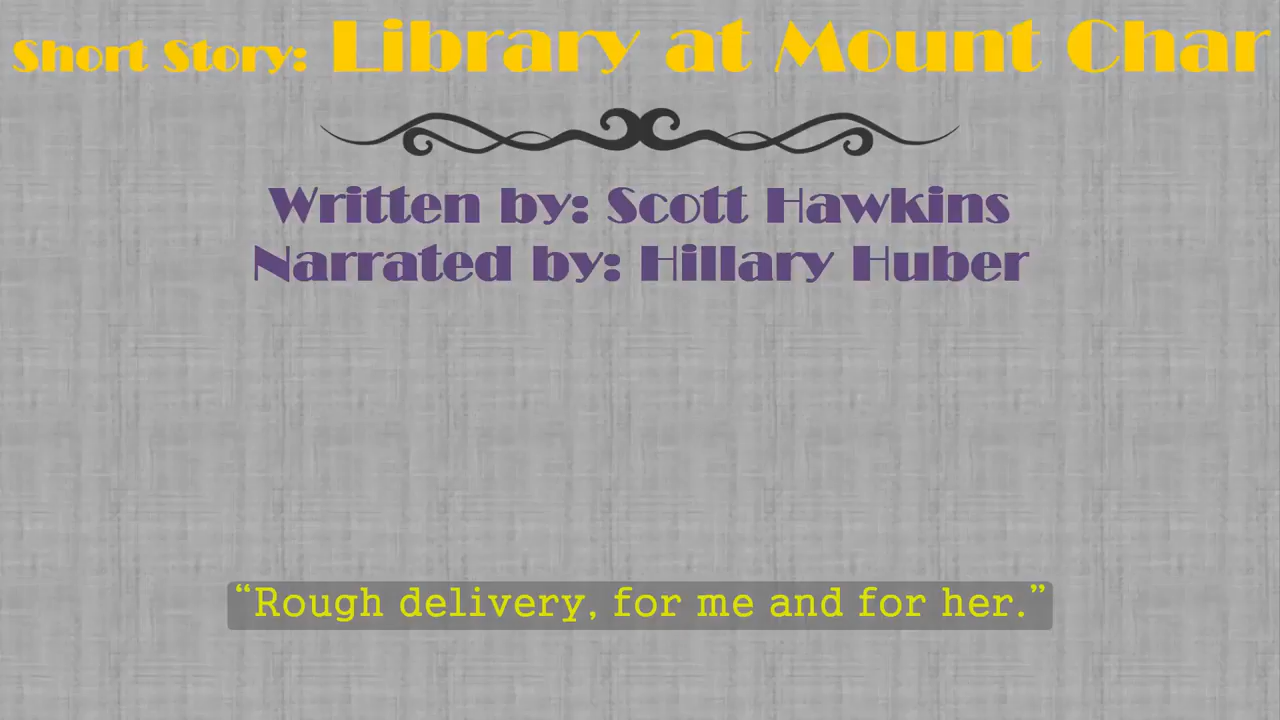 Short Story: Library at Mount Char
Written by: Scott Hawkins
Narrated by: Hillary Huber
“Rough delivery, for me and for her.”